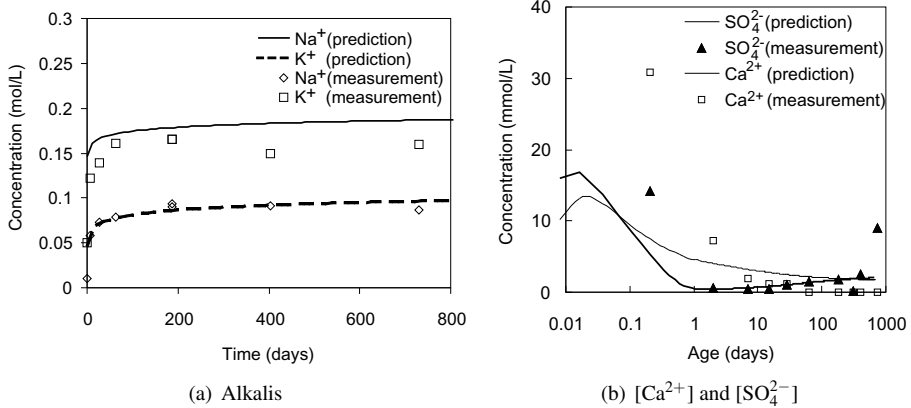 0.3
0.25
0.2
0.15
0.1
0.05
0
Concentration (mol/L)
Na⁺ (prediction)
K⁺ (prediction)
Na⁺ (measurement)
K⁺ (measurement)
0 200 400 600 800
Time (days)
(a) Alkalis
40
30
20
10
0
Concentration (mmol/L)
SO₄²⁻ (prediction)
SO₄²⁻ (measurement)
Ca²⁺ (prediction)
Ca²⁺ (measurement)
0.01 0.1 1 10 100 1000
Age (days)
(b) [Ca²⁺] and [SO₄²⁻]